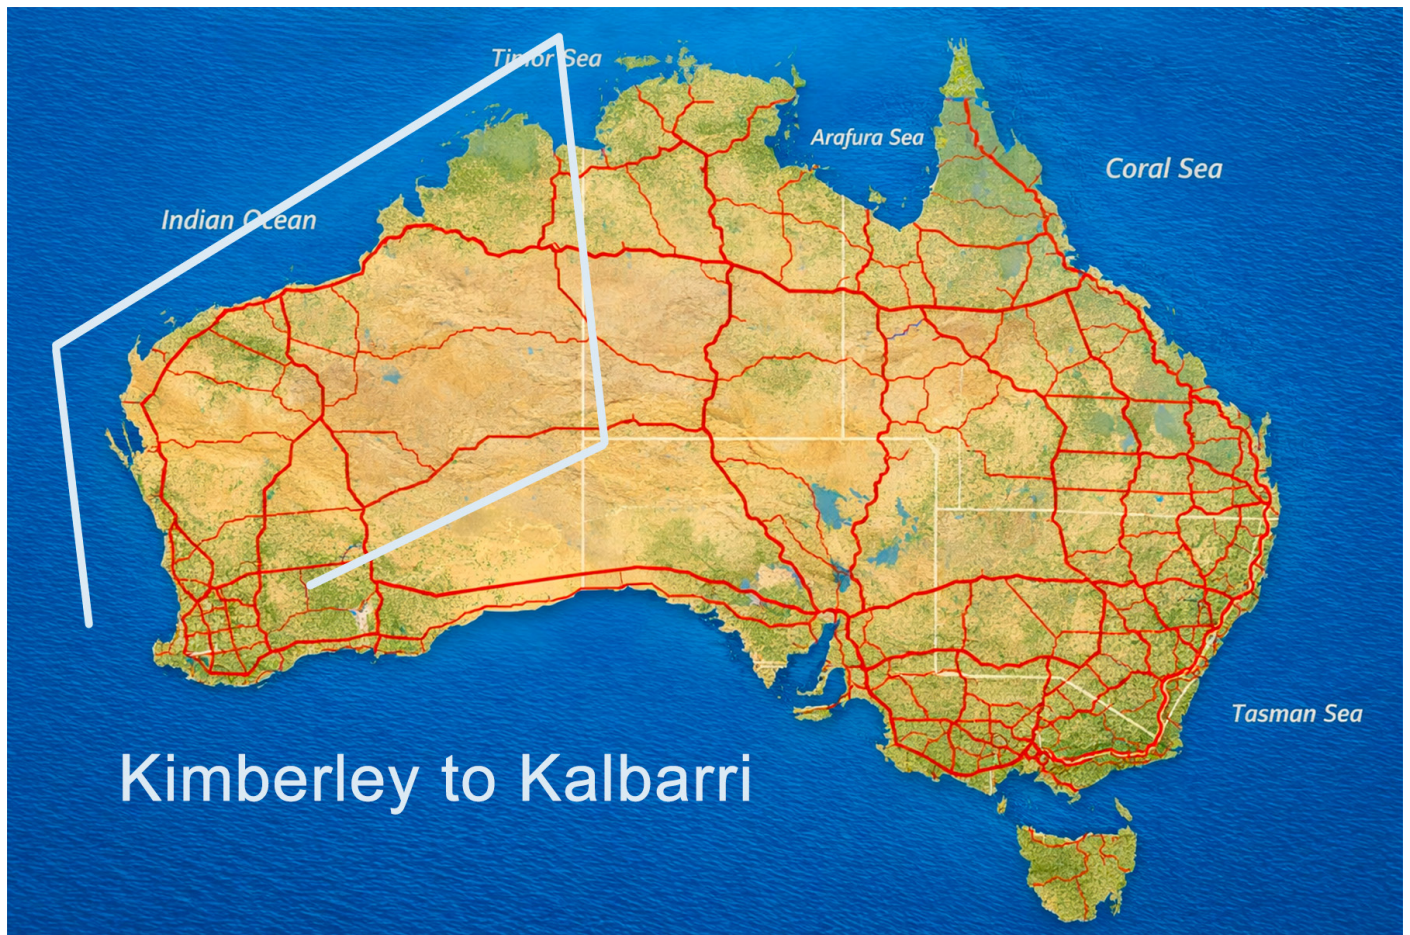 Timor Sea
Arafura Sea
Coral Sea
Indian Ocean
Tasman Sea
Kimberley to Kalbarri